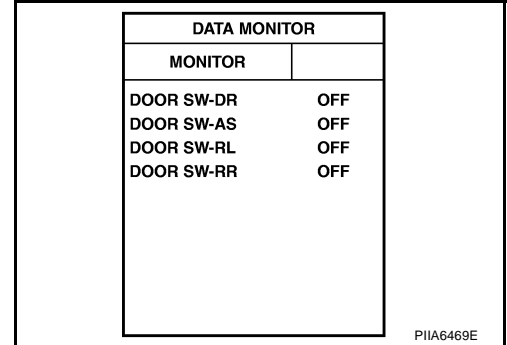 DATA MONITOR
MONITOR
DOOR SW-DR OFF
DOOR SW-AS OFF
DOOR SW-RL OFF
DOOR SW-RR OFF
PIIA6469E